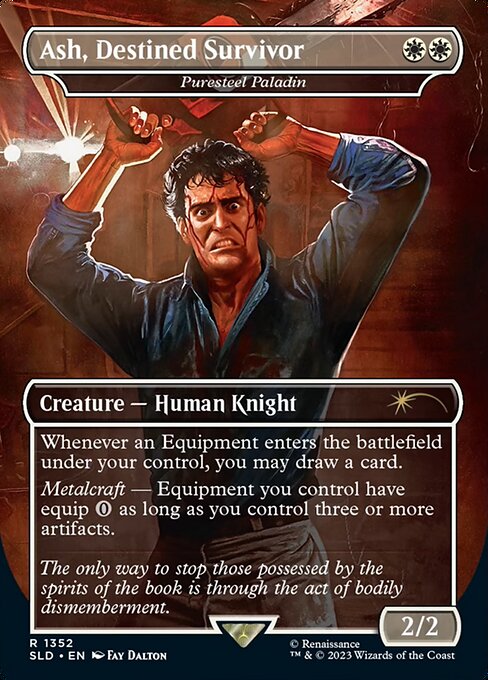 Ash, Destined Survivor
Puresteel Paladin
Creature — Human Knight
Whenever an Equipment enters the battlefield
under your control, you may draw a card.
Metalcraft — Equipment you control have
equip 0 as long as you control three or more
artifacts.
The only way to stop those possessed by the
spirits of the book is through the act of bodily
dismemberment.
2/2
R 1352
SLD • EN Fay Dalton
© Renaissance
™ & © 2023 Wizards of the Coast